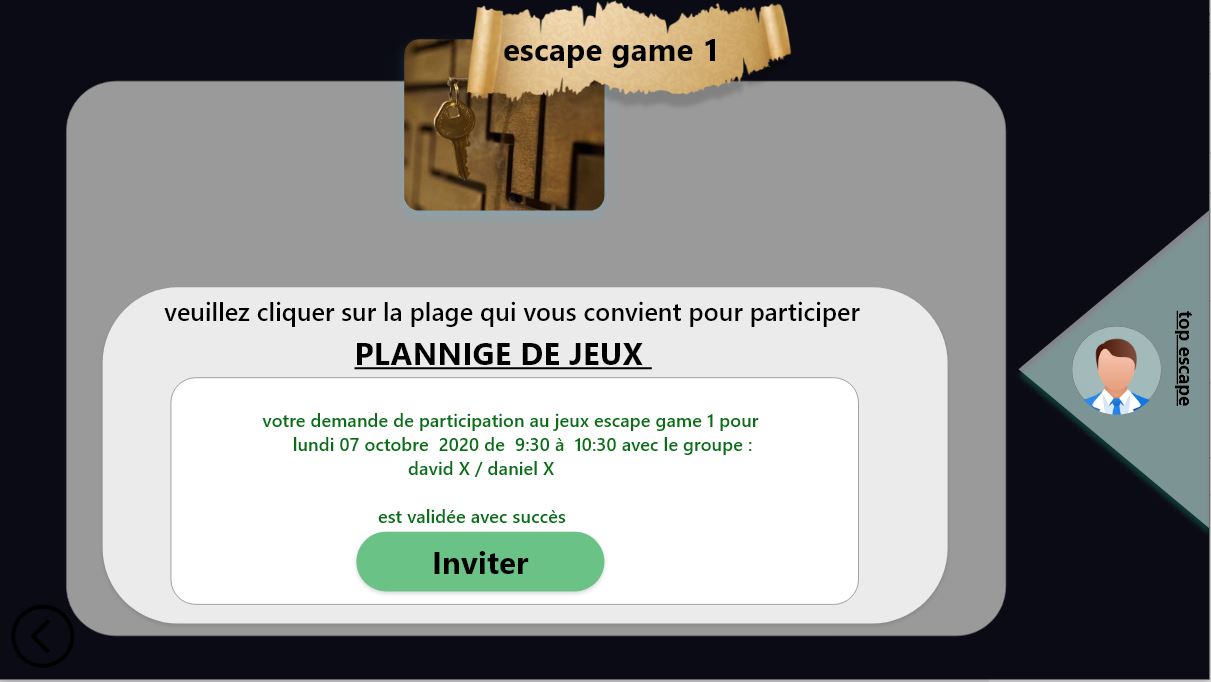 escape game 1
veuillez cliquer sur la plage qui vous convient pour participer
PLANNIGE DE JEUX
votre demande de participation au jeux escape game 1 pour
lundi 07 octobre 2020 de 9:30 à 10:30 avec le groupe :
david X / daniel X
est validée avec succès
Inviter
top escape